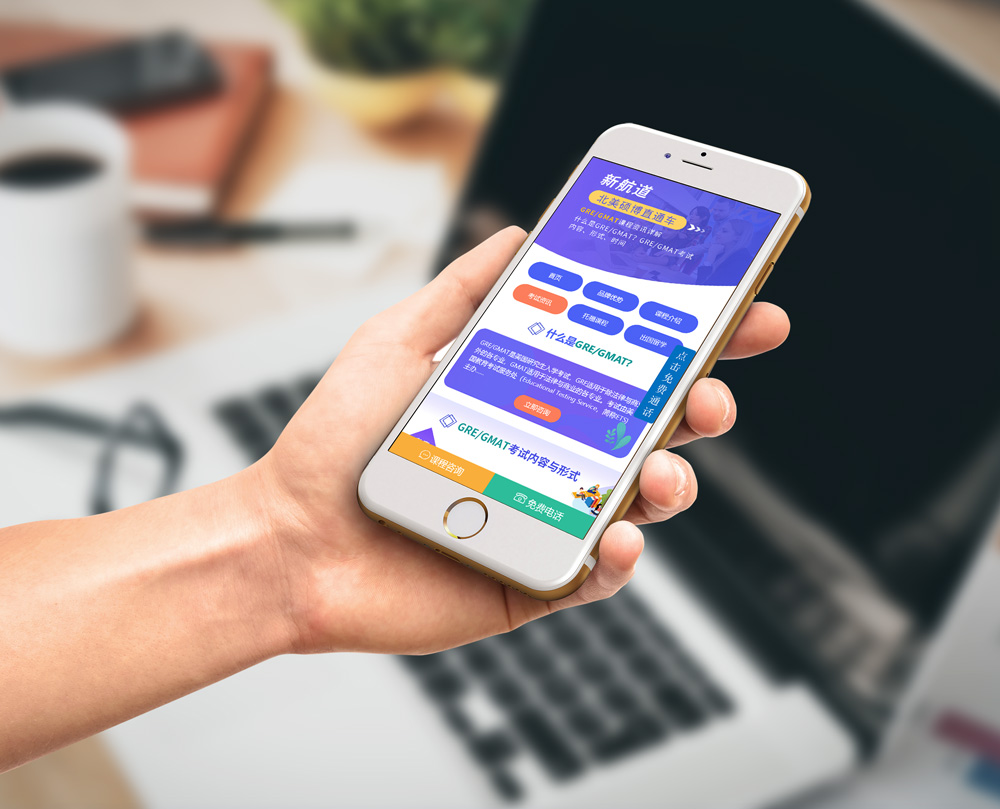 新航道
北美硕博直通车
GRE/GMAT课程资讯详解
什么是GRE/GMAT？GRE/GMAT考试
内容、形式、时间
首页
品牌优势
课程介绍
考试资讯
托播课程
出国留学
什么是GRE/GMAT?
GRE/GMAT是美国研究生入学考试，GRE适用于除法律与商
外的各专业，GMAT适用于法律与商业的各专业。考试由美
国教育考试服务处（Educational Testing Service，简称ETS）
主办……
立即咨询
点击免费通话
GRE/GMAT考试内容与形式
课程咨询
免费电话